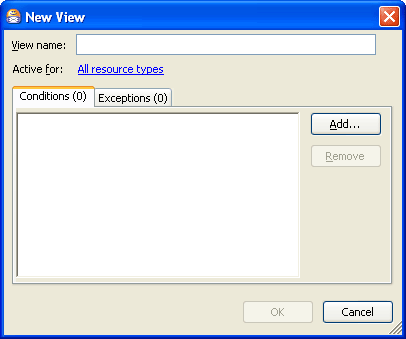 New View
View name:
Active for: All resource types
Conditions (0) Exceptions (0)
Add...
Remove
OK Cancel